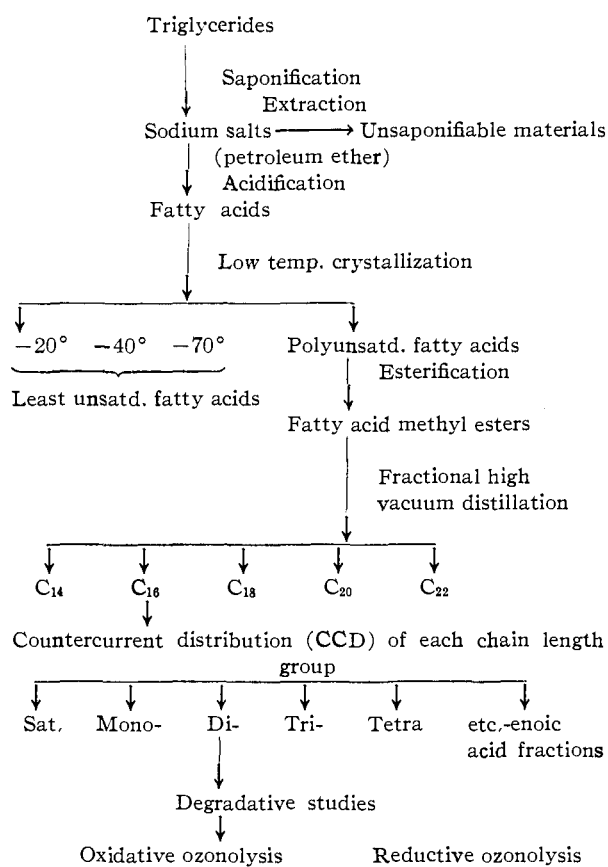 Triglycerides
Saponification
Extraction
Sodium salts Unsaponifiable materials
(petroleum ether)
Acidification
Fatty acids
Low temp. crystallization
−20° −40° −70° Polyunsatd. fatty acids
Esterification
Least unsatd. fatty acids
Fatty acid methyl esters
Fractional high
vacuum distillation
C₁₄ C₁₆ C₁₈ C₂₀ C₂₂
Countercurrent distribution (CCD) of each chain length
group
Sat. Mono- Di- Tri- Tetra etc.-enoic
acid fractions
Degradative studies
Oxidative ozonolysis Reductive ozonolysis